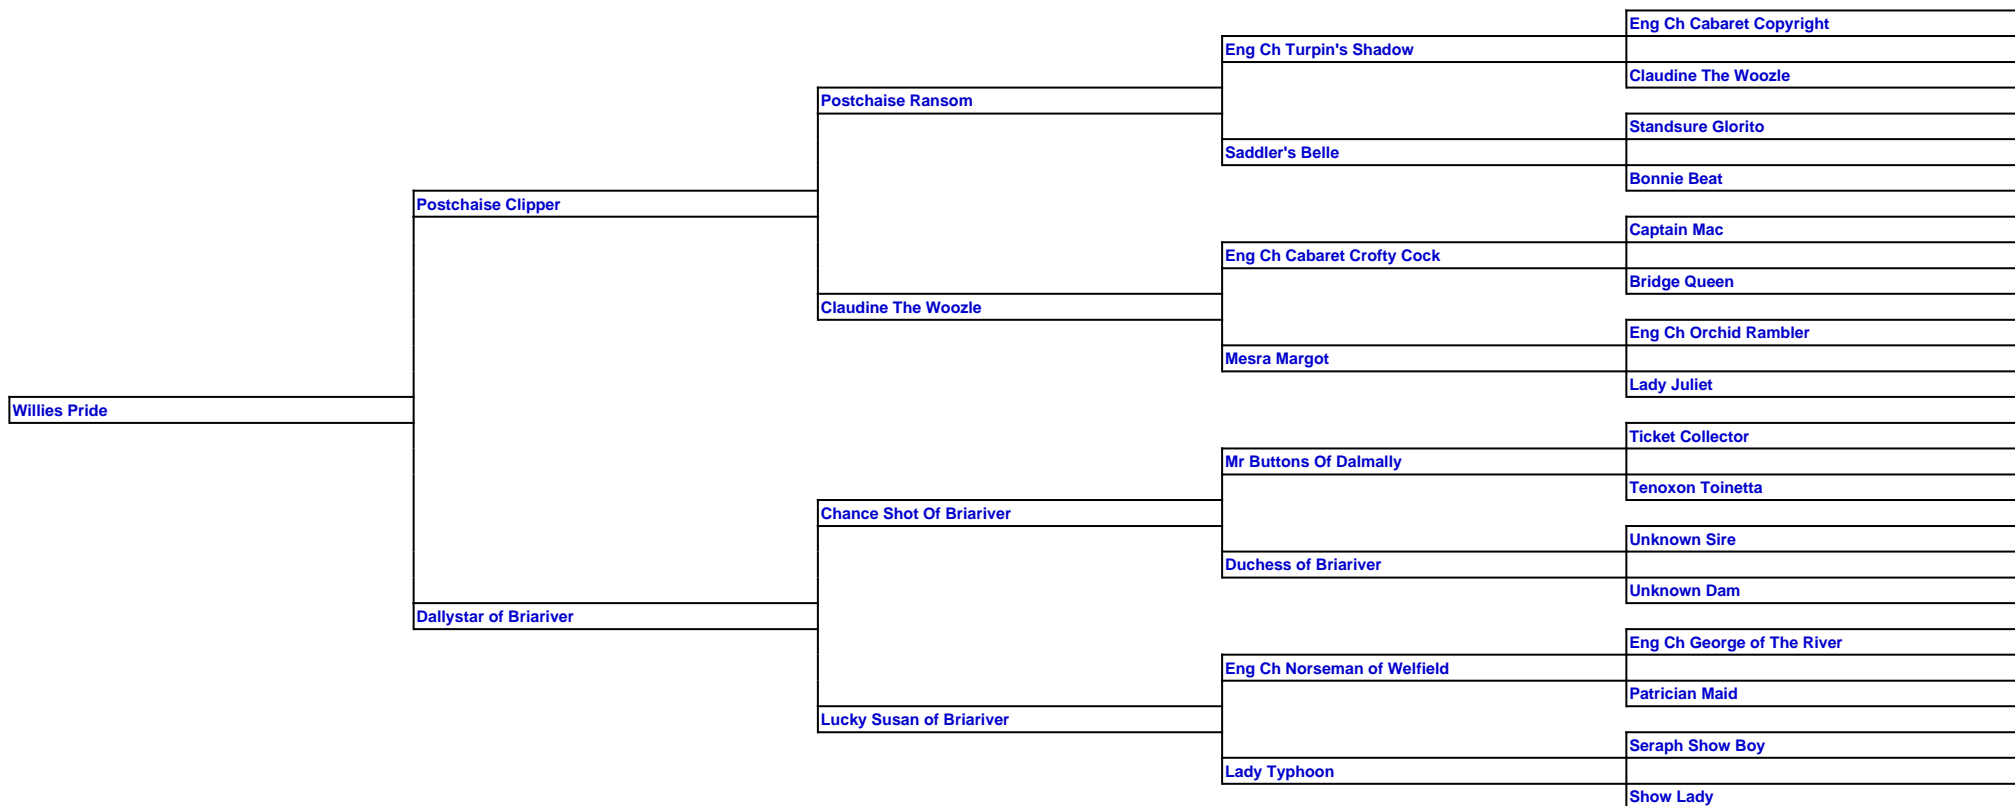 Eng Ch Cabaret Copyright
Eng Ch Turpin's Shadow
Claudine The Woozle
Postchaise Ransom
Standsure Glorito
Saddler's Belle
Bonnie Beat
Postchaise Clipper
Captain Mac
Eng Ch Cabaret Crofty Cock
Bridge Queen
Claudine The Woozle
Eng Ch Orchid Rambler
Mesra Margot
Lady Juliet
Willies Pride
Ticket Collector
Mr Buttons Of Dalmally
Tenoxon Toinetta
Chance Shot Of Briariver
Unknown Sire
Duchess of Briariver
Unknown Dam
Dallystar of Briariver
Eng Ch George of The River
Eng Ch Norseman of Welfield
Patrician Maid
Lucky Susan of Briariver
Seraph Show Boy
Lady Typhoon
Show Lady